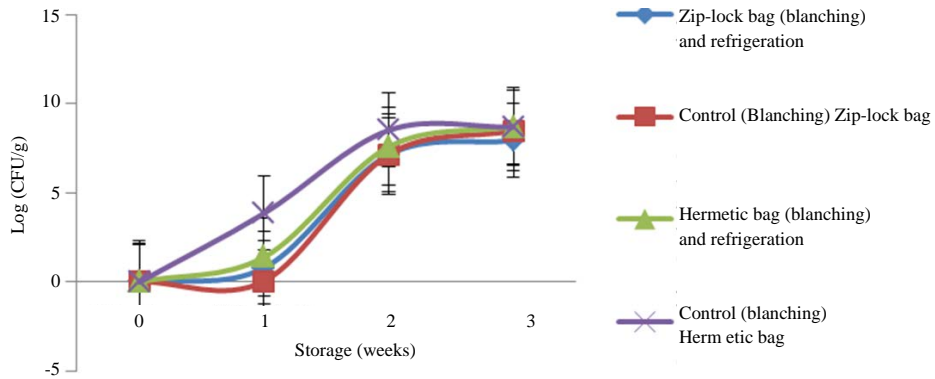 15
10
5
0
-5
Log (CFU/g)
0 1 2 3
Storage (weeks)
Zip-lock bag (blanching)
and refrigeration
Control (Blanching) Zip-lock bag
Hermetic bag (blanching)
and refrigeration
Control (blanching)
Herm etic bag